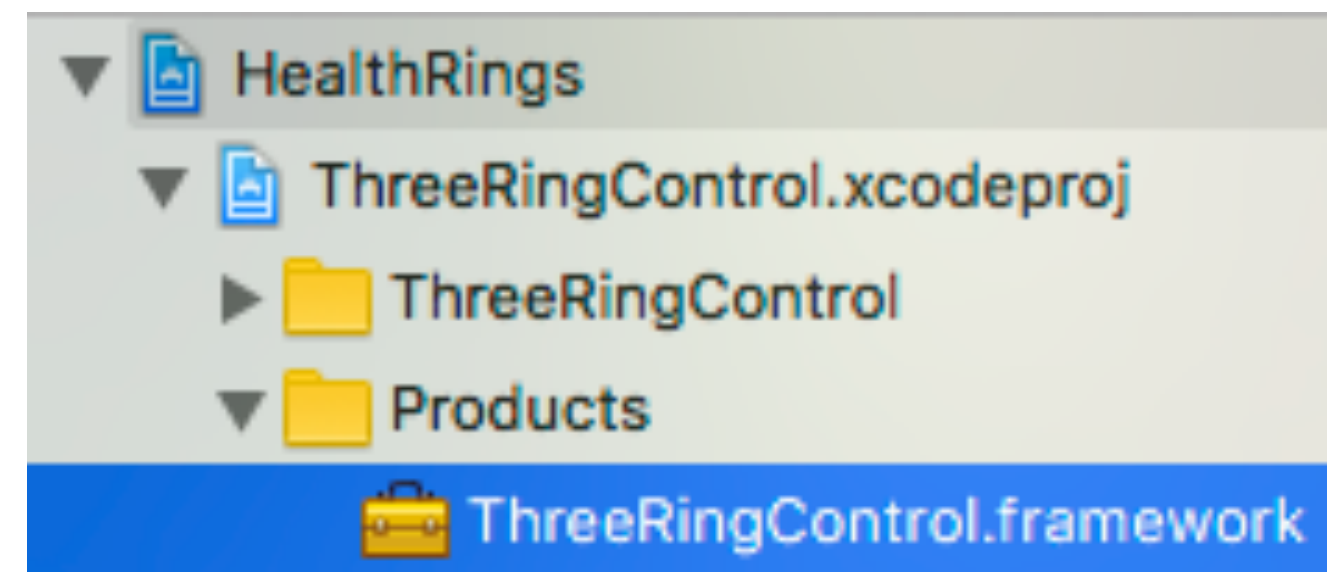 HealthRings
ThreeRingControl.xcodeproj
ThreeRingControl
Products
ThreeRingControl.framework